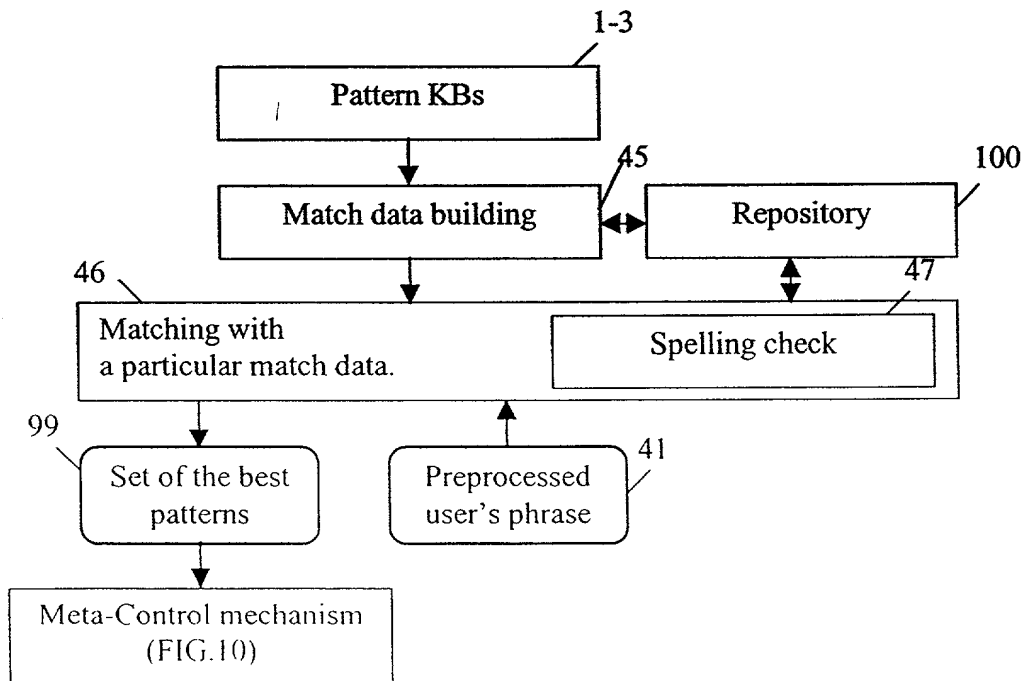 1-3
Pattern KBs
45
100
Match data building
Repository
46
47
Matching with
a particular match data.
Spelling check
99
41
Set of the best
patterns
Preprocessed
user's phrase
Meta-Control mechanism
(FIG.10)